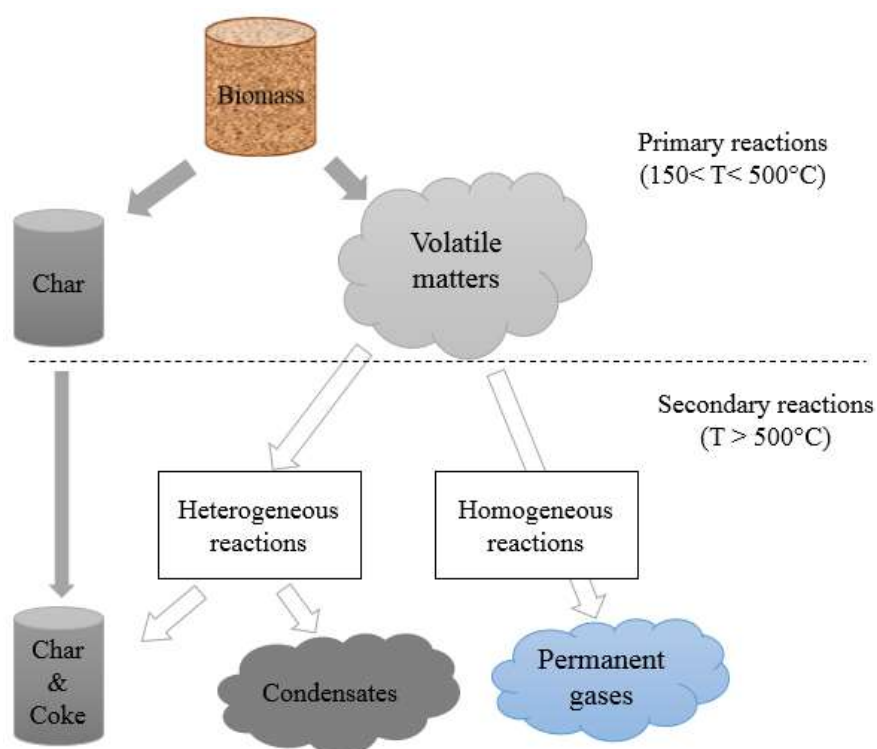 Biomass
Primary reactions
(150< T< 500°C)
Volatile
matters
Char
Secondary reactions
(T > 500°C)
Heterogeneous
reactions
Homogeneous
reactions
Char
&
Coke
Condensates
Permanent
gases